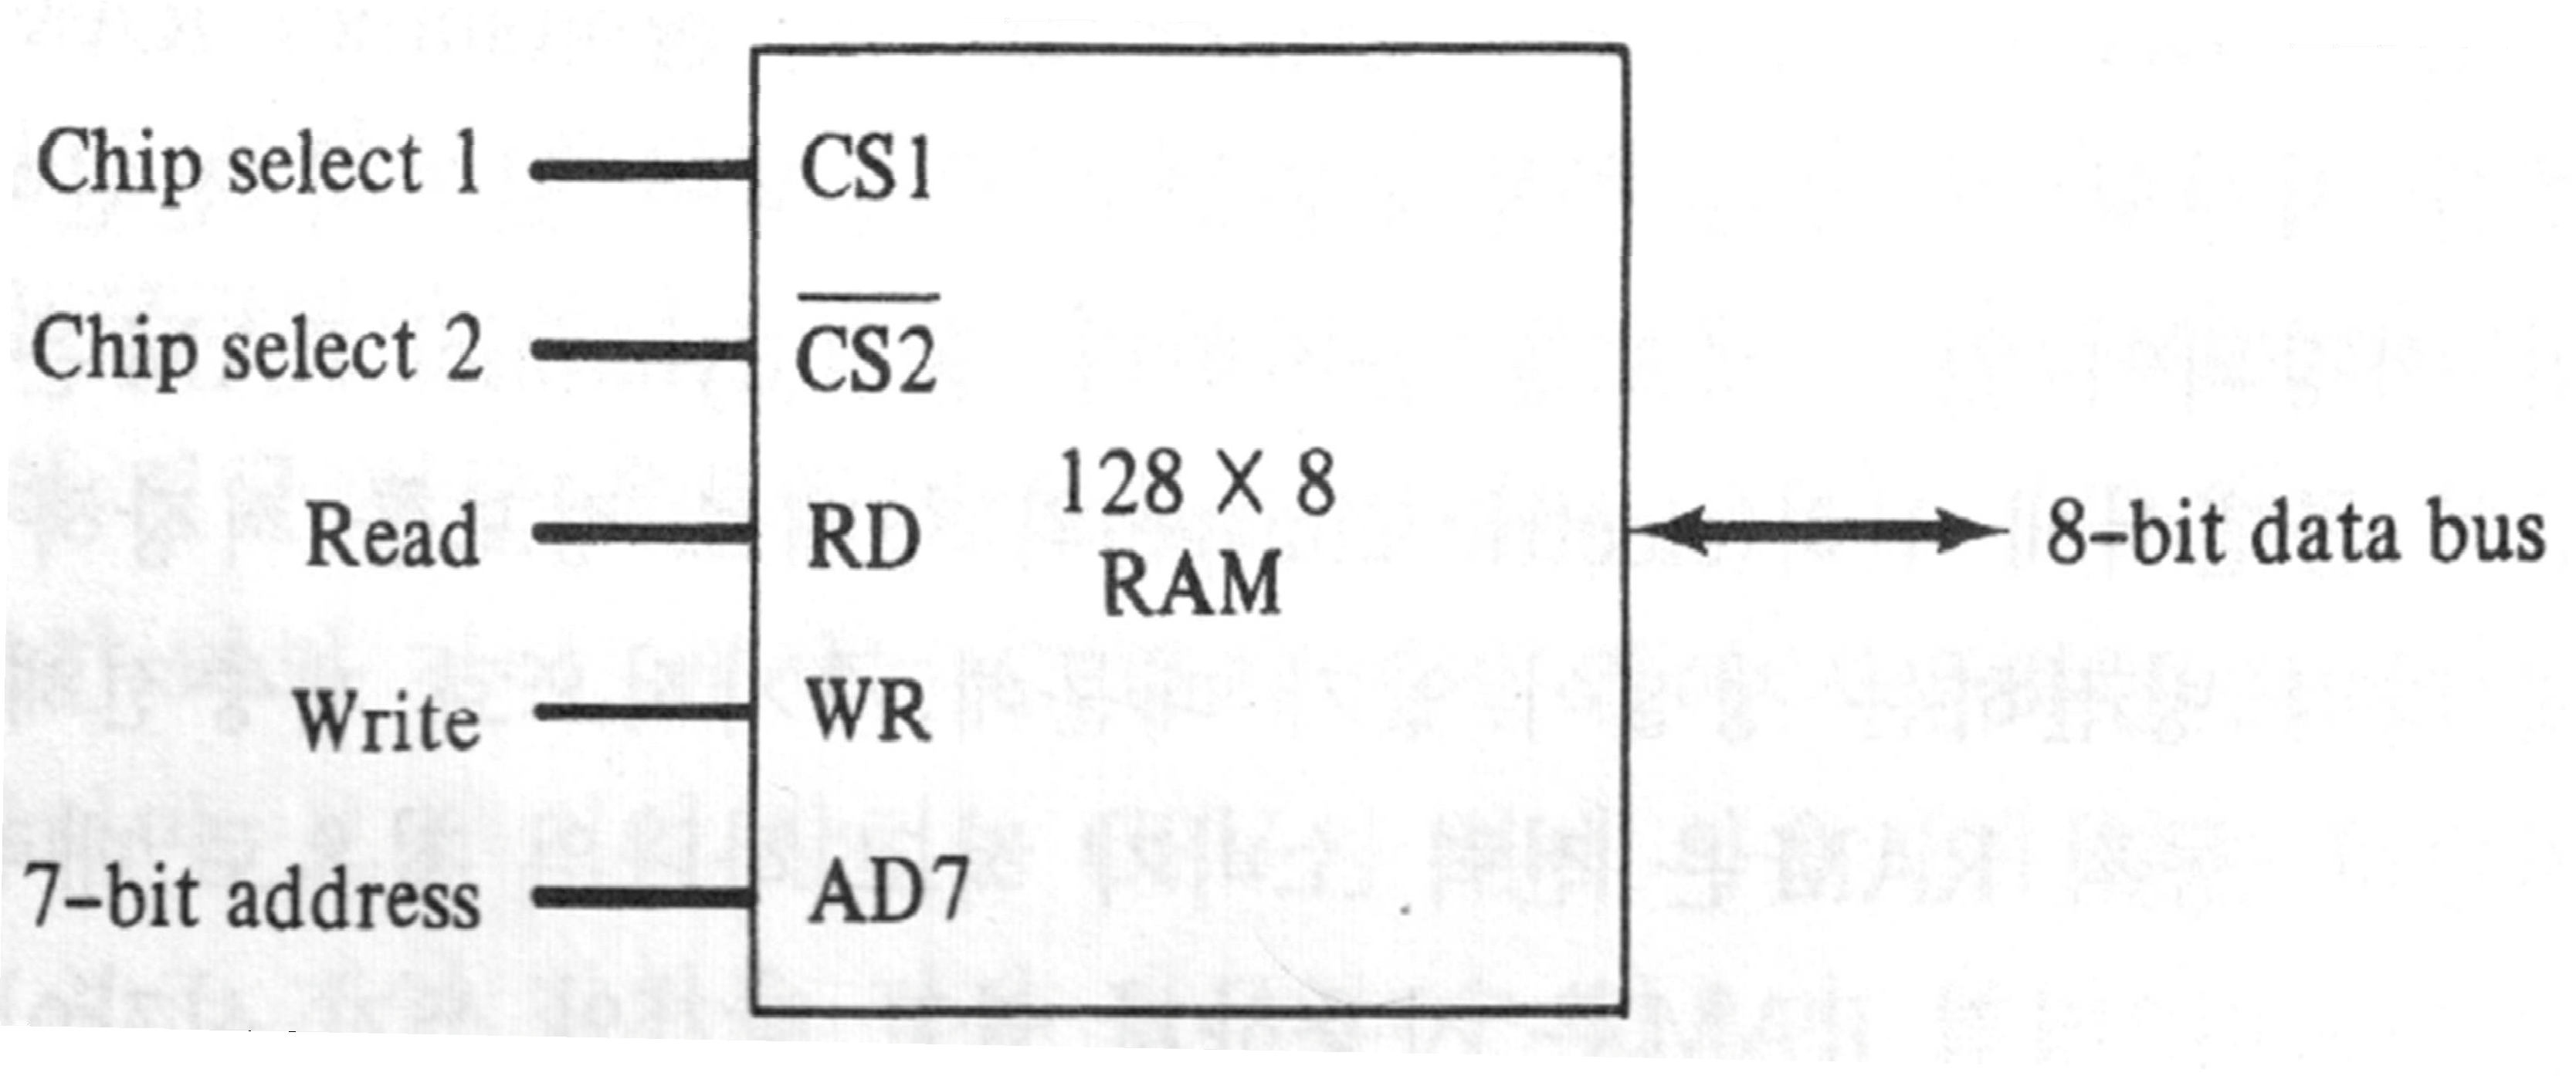 Chip select 1
CS1
Chip select 2
C̅S̅2̅
Read
RD
128 X 8
RAM
8-bit data bus
Write
WR
7-bit address
AD7